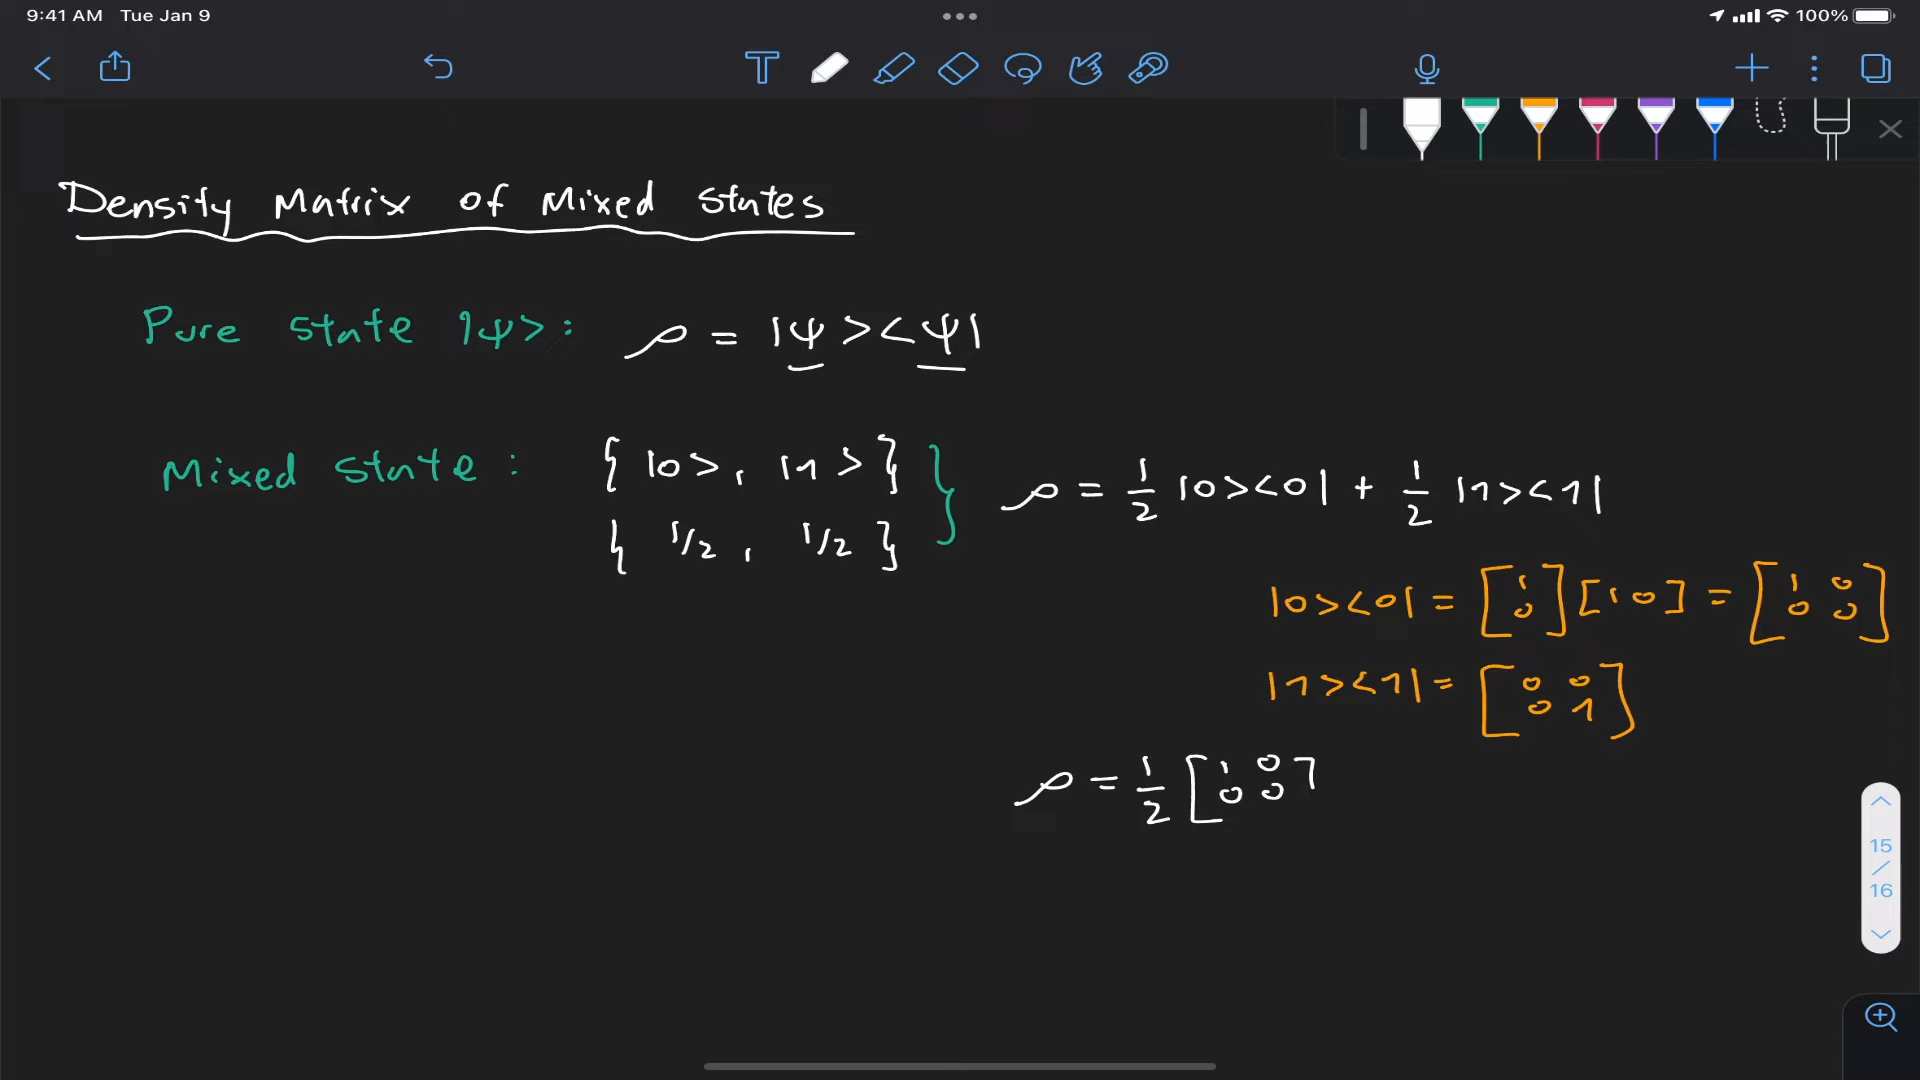 9:41 AM Tue Jan 9
100%
Density Matrix of Mixed States
Pure state |ψ>: ρ = |ψ><ψ|
Mixed state: { |0>, |1> }
{ 1/2, 1/2 }
ρ = 1/2 |0><0| + 1/2 |1><1|
|0><0| = [1 0] [1 0] = [1 0 0 0]
|1><1| = [0 0 0 1]
ρ = 1/2 [1 0 0 0]
15
/
16